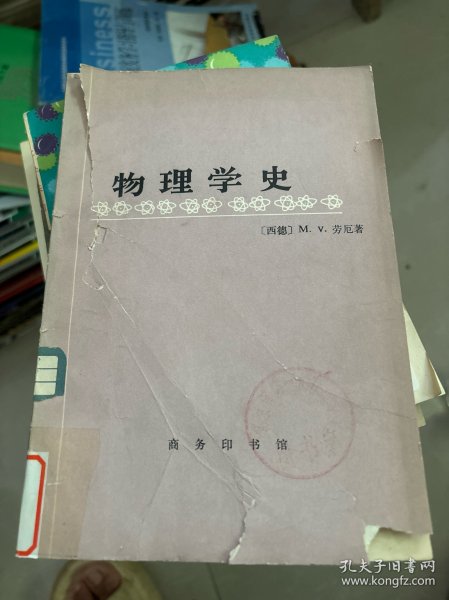 物理学史
〔西德〕 M. v. 劳厄著
商务印书馆
孔夫子旧书网
www.kongfz.com